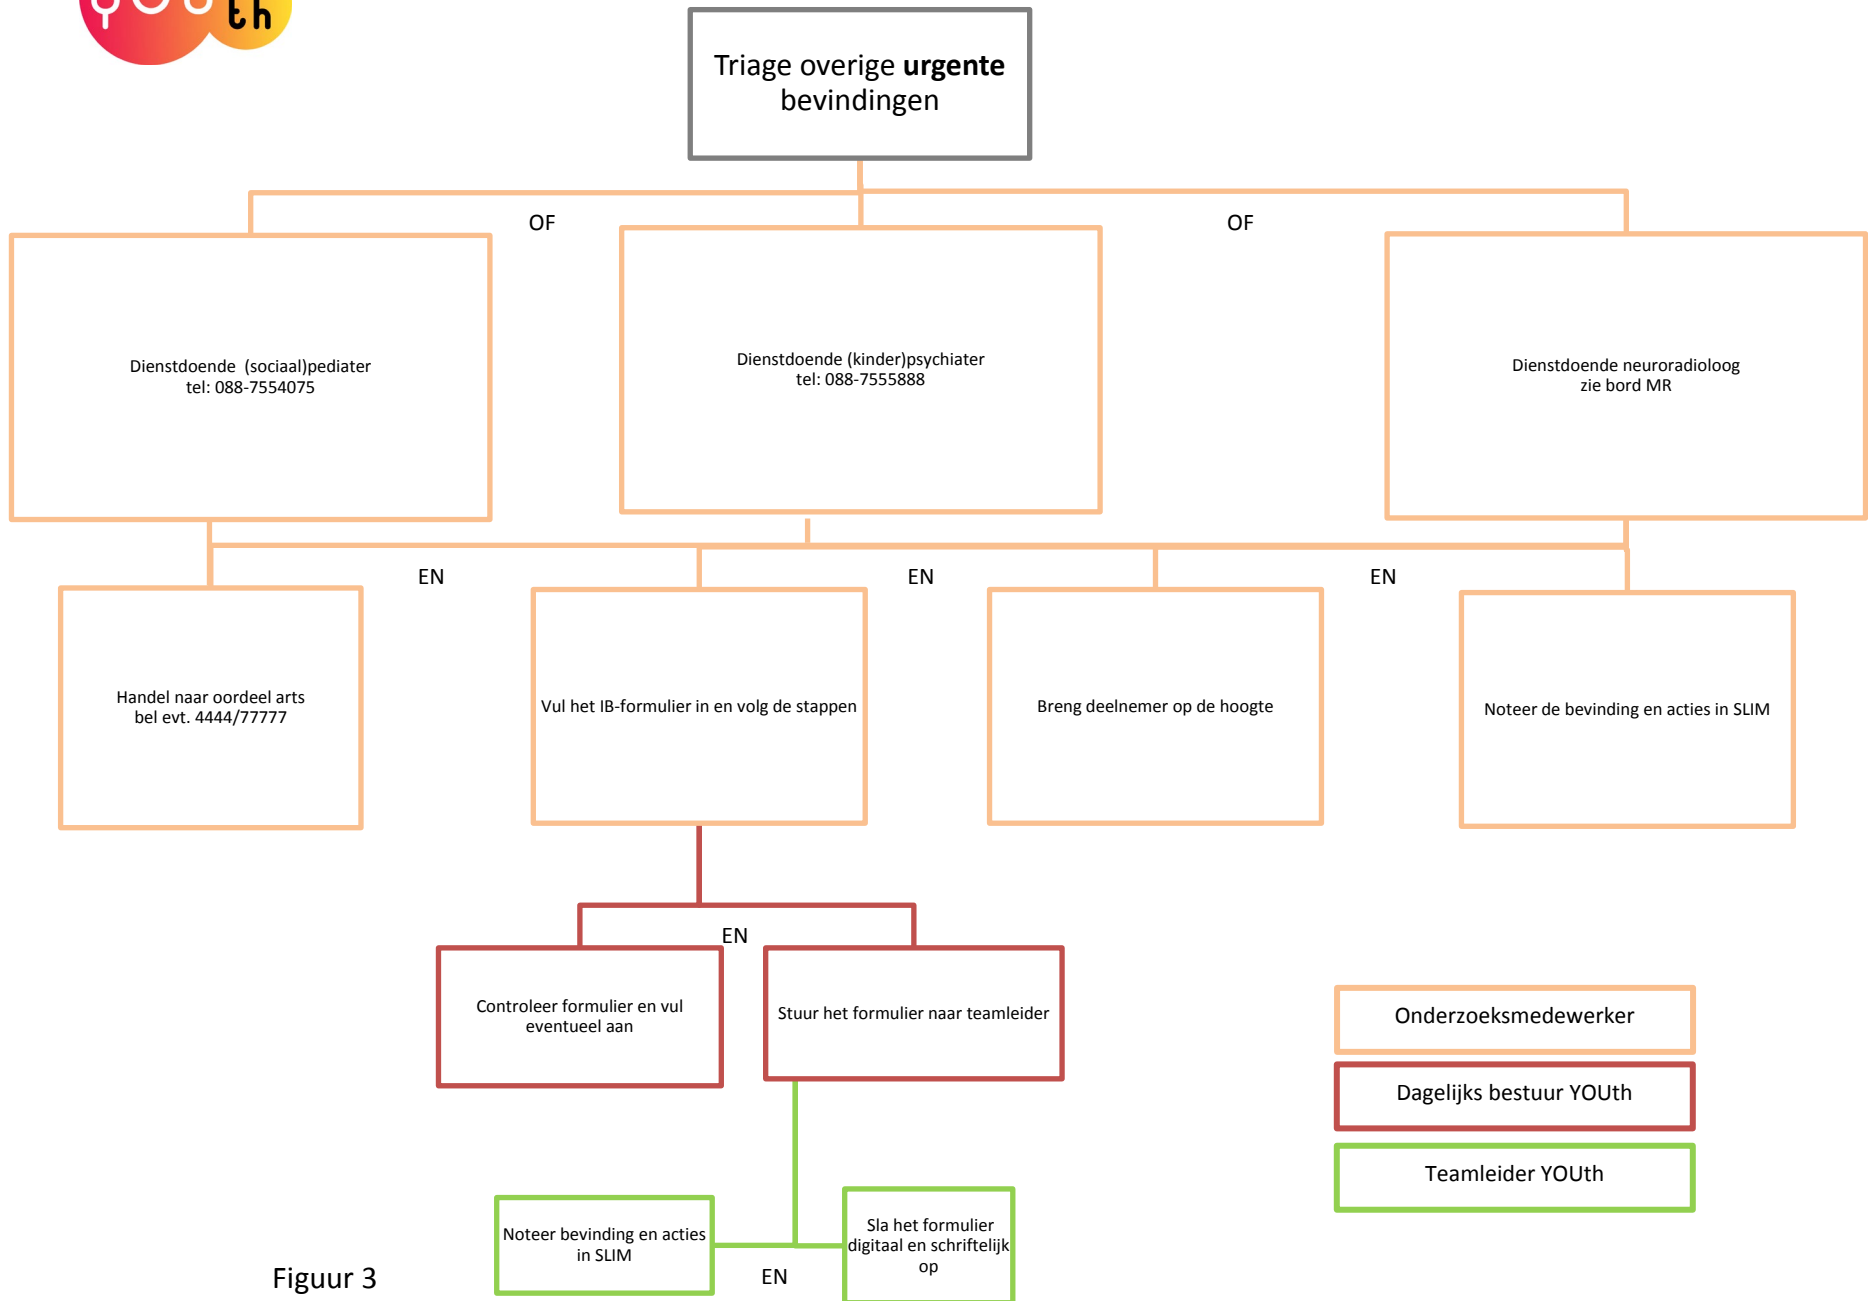 YOUth
Triage overige urgente
bevindingen
OF
OF
Dienstdoende (sociaal)pediater
tel: 088-7554075
Dienstdoende (kinder)psychiater
tel: 088-7555888
Dienstdoende neuroradioloog
zie bord MR
EN
EN
EN
Handel naar oordeel arts
bel evt. 4444/77777
Vul het IB-formulier in en volg de stappen
Breng deelnemer op de hoogte
Noteer de bevinding en acties in SLIM
EN
Controleer formulier en vul
eventueel aan
Stuur het formulier naar teamleider
Onderzoeksmedewerker
Dagelijks bestuur YOUth
Teamleider YOUth
Noteer bevinding en acties
in SLIM
EN
Sla het formulier
digitaal en schriftelijk
op
Figuur 3